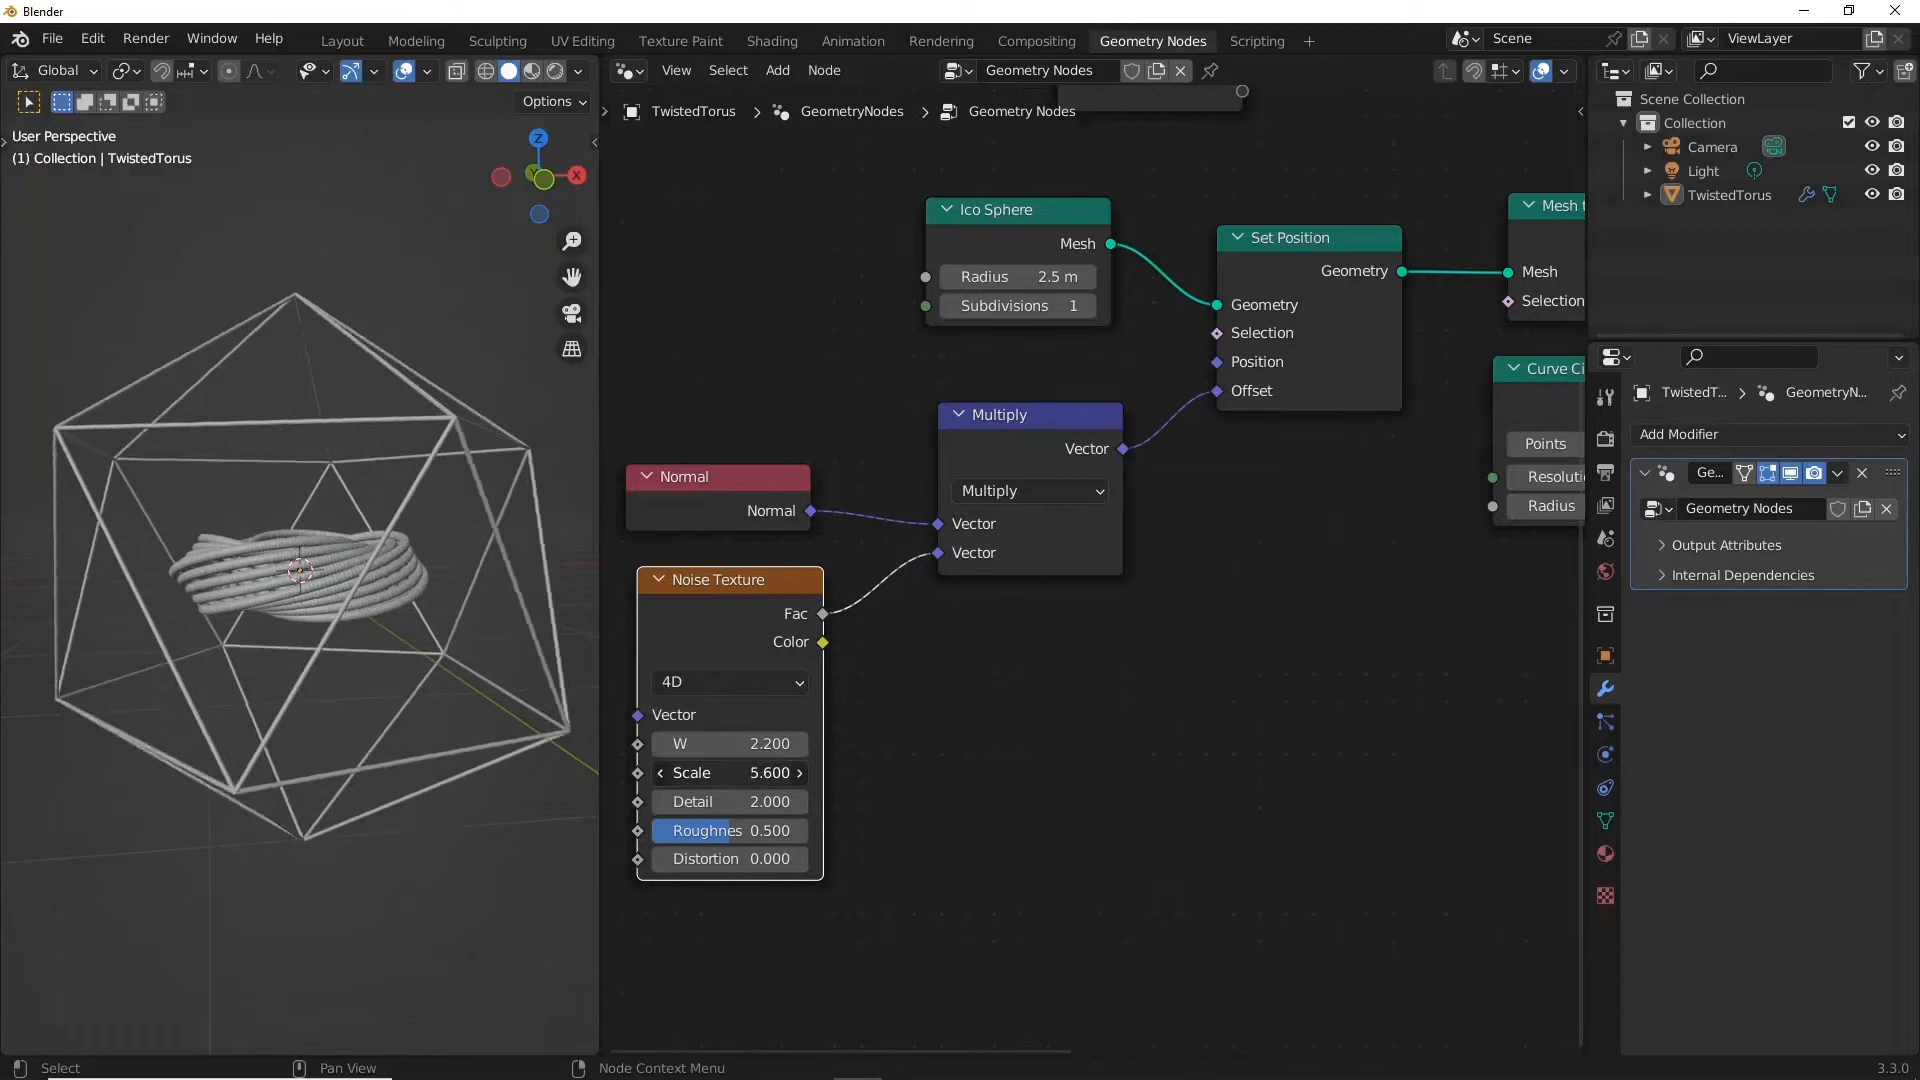 Blender
File Edit Render Window Help
Layout Modeling Sculpting UV Editing Texture Paint Shading Animation Rendering Compositing Geometry Nodes Scripting +
Scene
ViewLayer
Global
View Select Add Node
Geometry Nodes
Options
TwistedTorus > GeometryNodes > Geometry Nodes
User Perspective
(1) Collection | TwistedTorus
Z
X
Scene Collection
Collection
Camera
Light
TwistedTorus
Ico Sphere
Mesh
Radius 2.5 m
Subdivisions 1
Set Position
Geometry
Geometry
Selection
Position
Offset
Mesh t
Mesh
Selection
Curve Ci
Points
Resoluti
Radius
Multiply
Vector
Multiply
Vector
Vector
Normal
Normal
Noise Texture
Fac
Color
4D
Vector
W 2.200
Scale 5.600
Detail 2.000
Roughnes 0.500
Distortion 0.000
TwistedT... > GeometryN...
Add Modifier
Ge...
Geometry Nodes
Output Attributes
Internal Dependencies
Select
Pan View
Node Context Menu
3.3.0